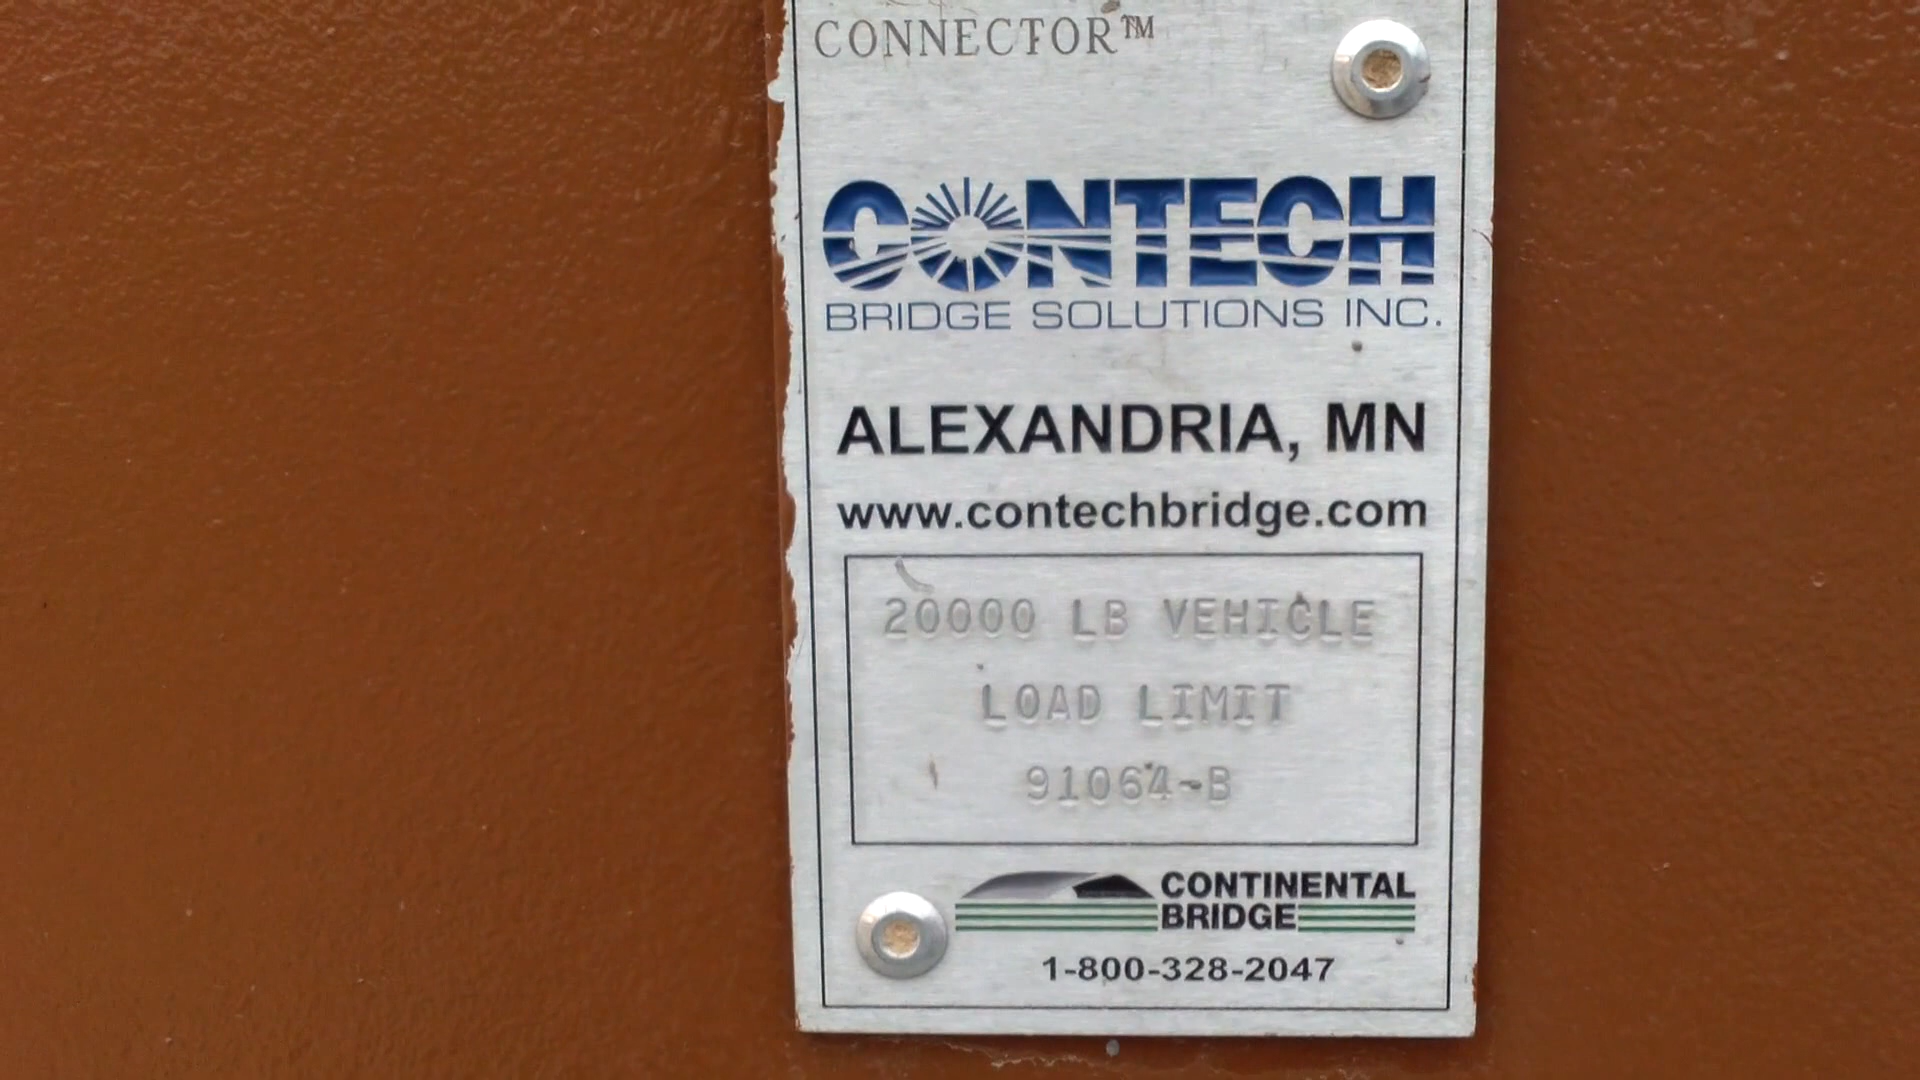 CONNECTOR™
CONTECH
BRIDGE SOLUTIONS INC.
ALEXANDRIA, MN
www.contechbridge.com
20000 LB VEHICLE
LOAD LIMIT
91064-B
CONTINENTAL
BRIDGE
1-800-328-2047